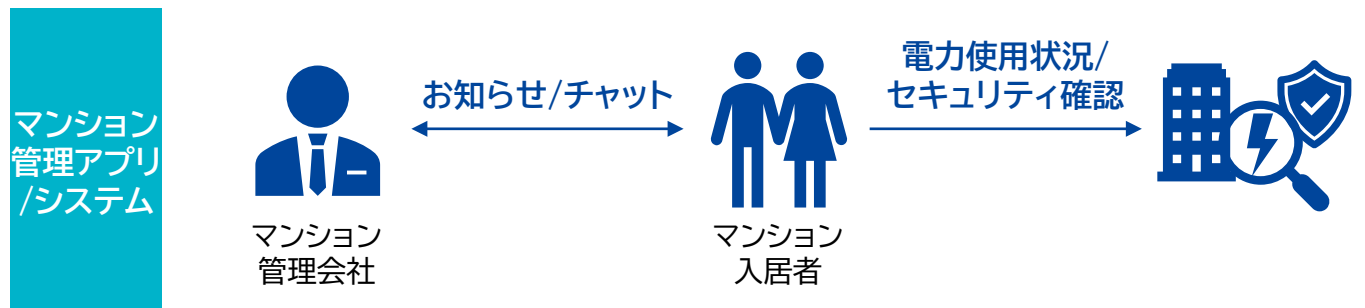 マンション
管理アプリ
/システム
お知らせ/チャット
電力使用状況/
セキュリティ確認
マンション
管理会社
マンション
入居者